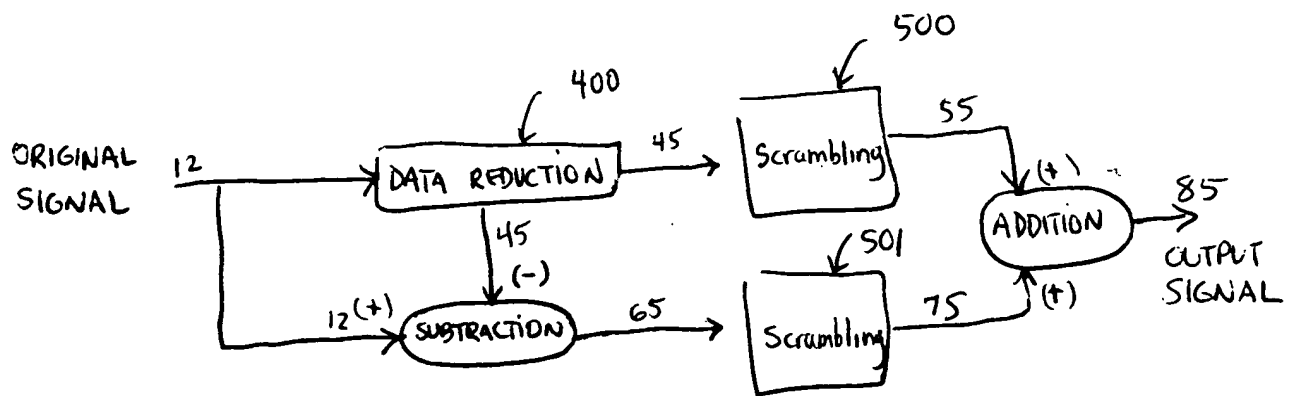 500
400
ORIGINAL
SIGNAL
12
DATA REDUCTION
45
Scrambling
55
(+)
ADDITION
85
OUTPUT
SIGNAL
45
(-)
12 (+)
SUBTRACTION
65
501
Scrambling
75
(+)